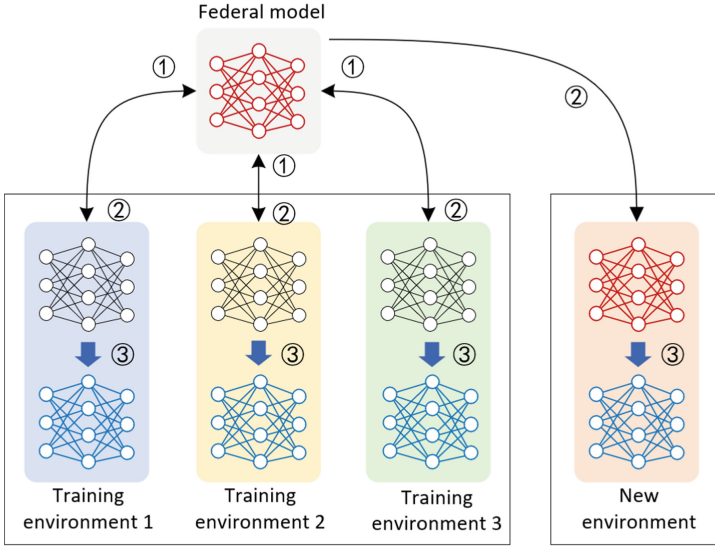 Federal model
①
①
①
②
②
②
②
③
③
③
③
Training
environment 1
Training
environment 2
Training
environment 3
New
environment